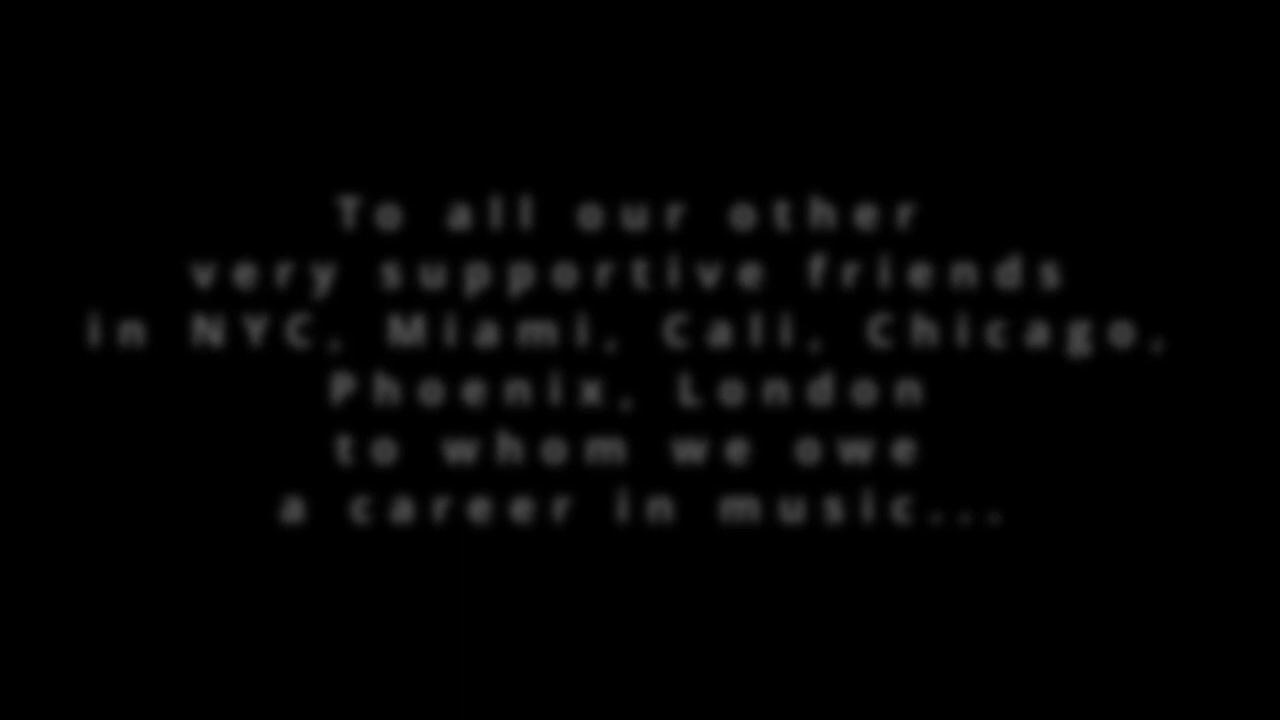 To all our other
very supportive friends
in NYC, Miami, Cali, Chicago,
Phoenix, London
to whom we owe
a career in music...